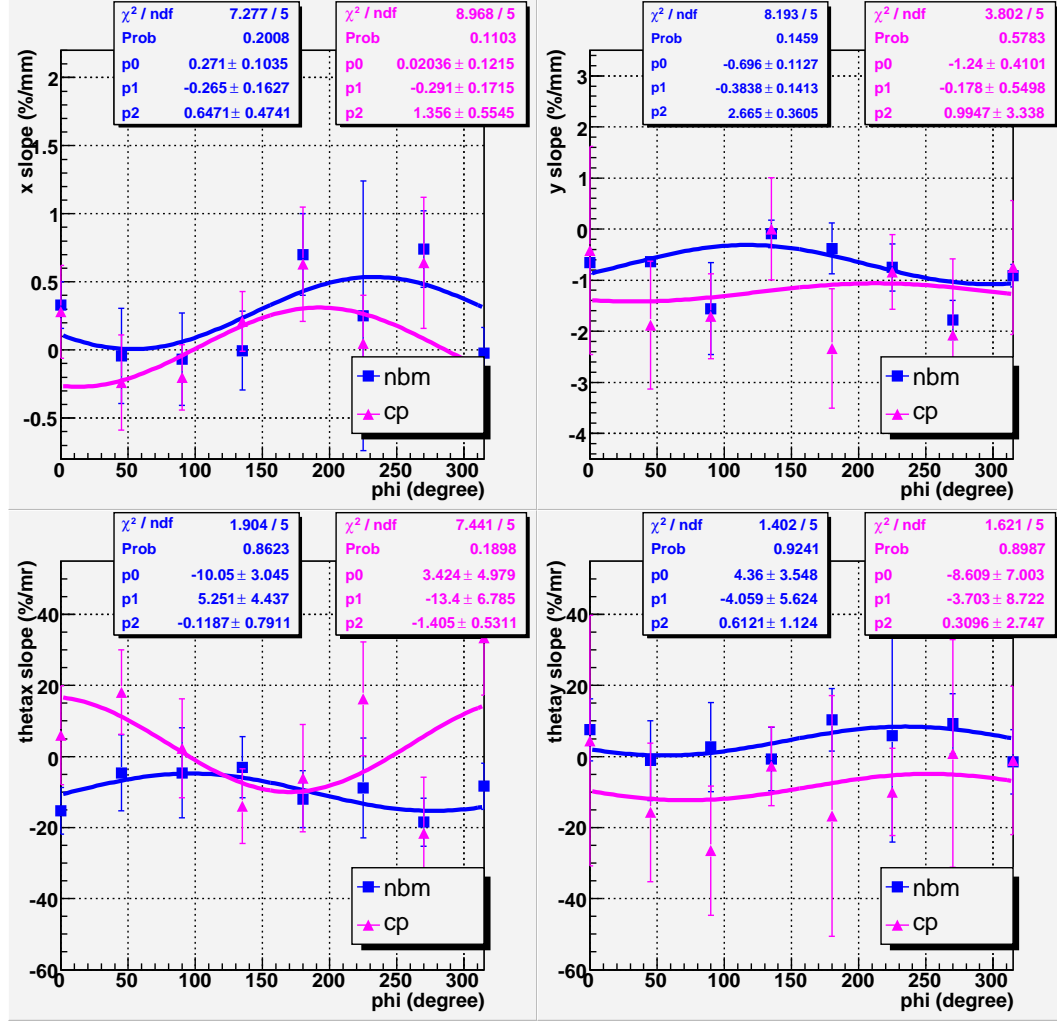 χ² / ndf 7.277 / 5
Prob 0.2008
p0 0.271 ± 0.1035
p1 -0.265 ± 0.1627
p2 0.6471 ± 0.4741
χ² / ndf 8.968 / 5
Prob 0.1103
p0 0.02036 ± 0.1215
p1 -0.291 ± 0.1715
p2 1.356 ± 0.5545
x slope (%/mm)
2
1.5
1
0.5
0
-0.5
nbm
cp
0 50 100 150 200 250 300
phi (degree)
χ² / ndf 8.193 / 5
Prob 0.1459
p0 -0.696 ± 0.1127
p1 -0.3838 ± 0.1413
p2 2.665 ± 0.3605
χ² / ndf 3.802 / 5
Prob 0.5783
p0 -1.24 ± 0.4101
p1 -0.178 ± 0.5498
p2 0.9947 ± 3.338
y slope (%/mm)
3
2
1
0
-1
-2
-3
-4
nbm
cp
0 50 100 150 200 250 300
phi (degree)
χ² / ndf 1.904 / 5
Prob 0.8623
p0 -10.05 ± 3.045
p1 5.251 ± 4.437
p2 -0.1187 ± 0.7911
χ² / ndf 7.441 / 5
Prob 0.1898
p0 3.424 ± 4.979
p1 -13.4 ± 6.785
p2 -1.405 ± 0.5311
thetax slope (%/mr)
40
20
0
-20
-40
-60
nbm
cp
0 50 100 150 200 250 300
phi (degree)
χ² / ndf 1.402 / 5
Prob 0.9241
p0 4.36 ± 3.548
p1 -4.059 ± 5.624
p2 0.6121 ± 1.124
χ² / ndf 1.621 / 5
Prob 0.8987
p0 -8.609 ± 7.003
p1 -3.703 ± 8.722
p2 0.3096 ± 2.747
thetay slope (%/mr)
40
20
0
-20
-40
-60
nbm
cp
0 50 100 150 200 250 300
phi (degree)